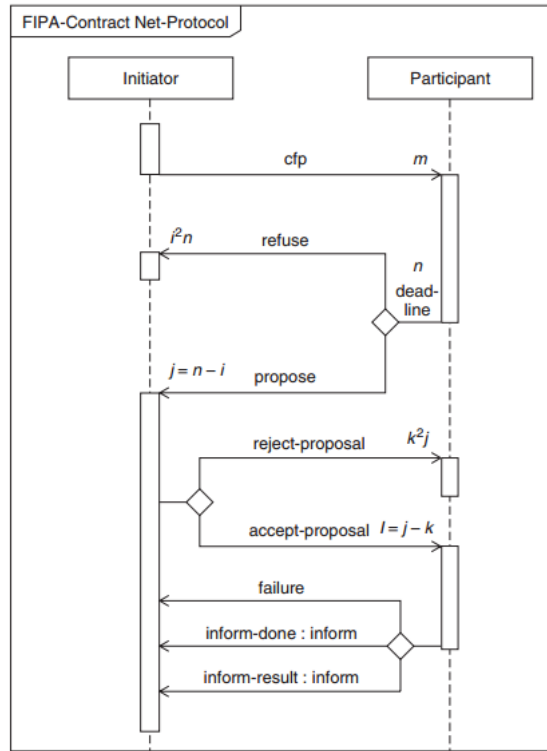 FIPA-Contract Net-Protocol
Initiator
Participant
cfp
m
i²n
refuse
n
dead-
line
j = n – i
propose
reject-proposal
k²j
accept-proposal
l = j – k
failure
inform-done : inform
inform-result : inform